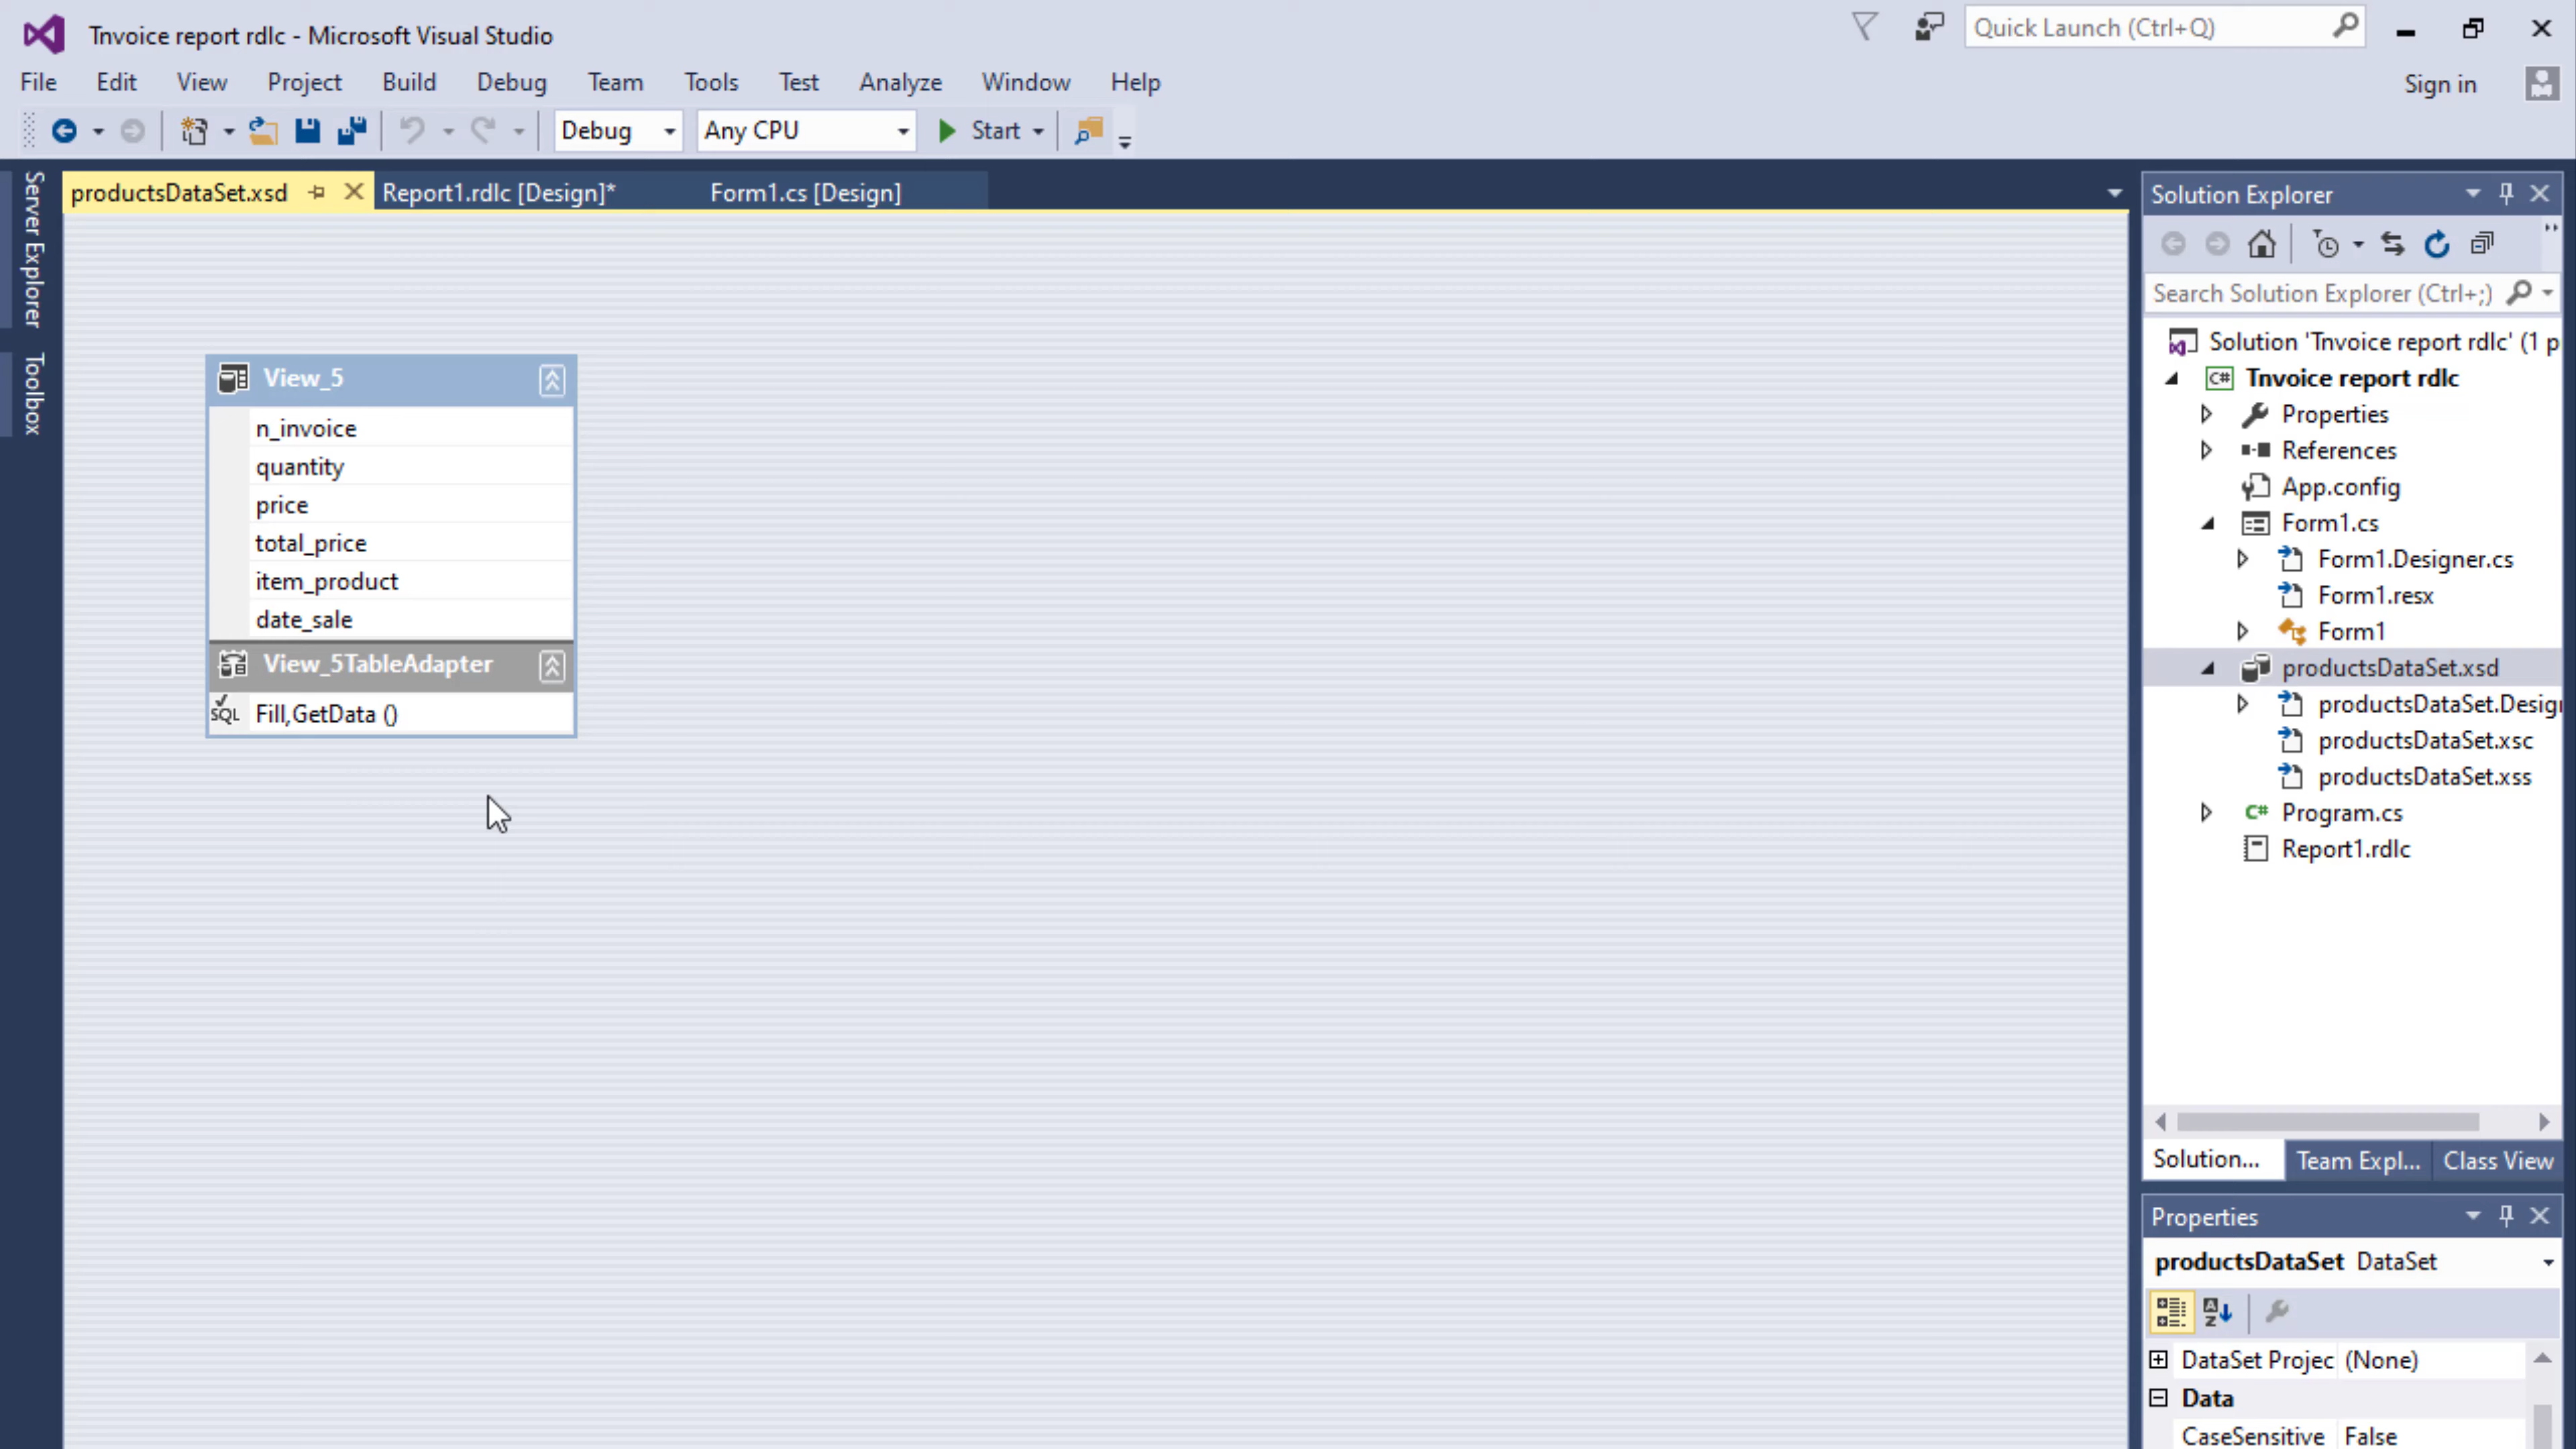 Tnvoice report rdlc - Microsoft Visual Studio
Quick Launch (Ctrl+Q)
File Edit View Project Build Debug Team Tools Test Analyze Window Help
Sign in
Debug Any CPU Start
Server Explorer
Toolbox
productsDataSet.xsd Report1.rdlc [Design]* Form1.cs [Design]
View_5
n_invoice
quantity
price
total_price
item_product
date_sale
View_5TableAdapter
SQL Fill,GetData ()
Solution Explorer
Search Solution Explorer (Ctrl+;)
Solution 'Tnvoice report rdlc' (1 p
C# Tnvoice report rdlc
Properties
References
App.config
Form1.cs
Form1.Designer.cs
Form1.resx
Form1
productsDataSet.xsd
productsDataSet.Desig
productsDataSet.xsc
productsDataSet.xss
C# Program.cs
Report1.rdlc
Solution... Team Expl... Class View
Properties
productsDataSet DataSet
DataSet Projec (None)
Data
CaseSensitive False